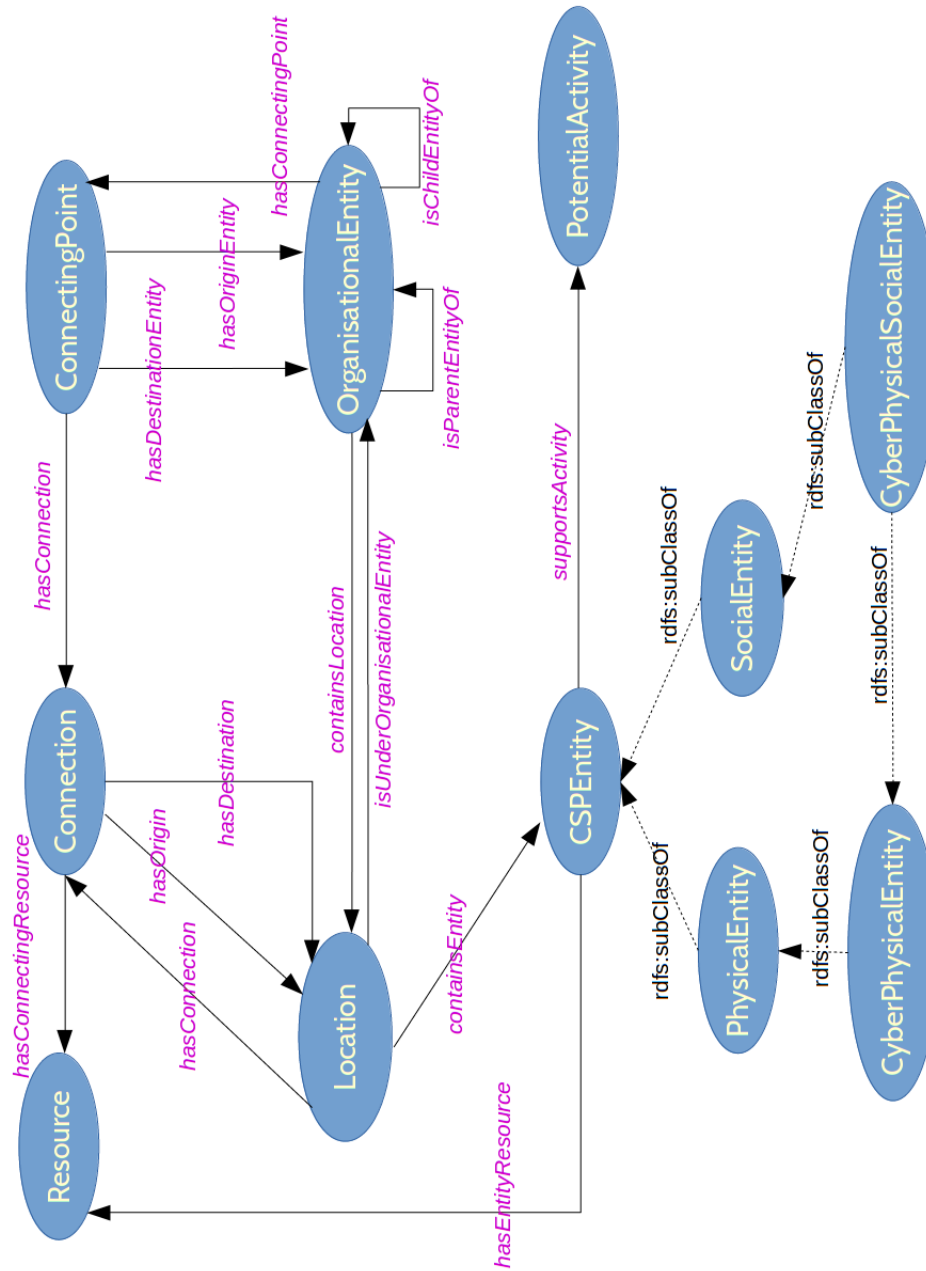 Resource
hasConnectingResource
Connection
hasConnection
ConnectingPoint
hasConnection
hasOrigin
hasDestination
hasDestinationEntity
hasOriginEntity
hasConnectingPoint
Location
containsLocation
isUnderOrganisationalEntity
OrganisationalEntity
isParentEntityOf
isChildEntityOf
containsEntity
hasEntityResource
CSPEntity
supportsActivity
PotentialActivity
rdfs:subClassOf
rdfs:subClassOf
PhysicalEntity
SocialEntity
rdfs:subClassOf
rdfs:subClassOf
CyberPhysicalEntity
rdfs:subClassOf
CyberPhysicalSocialEntity